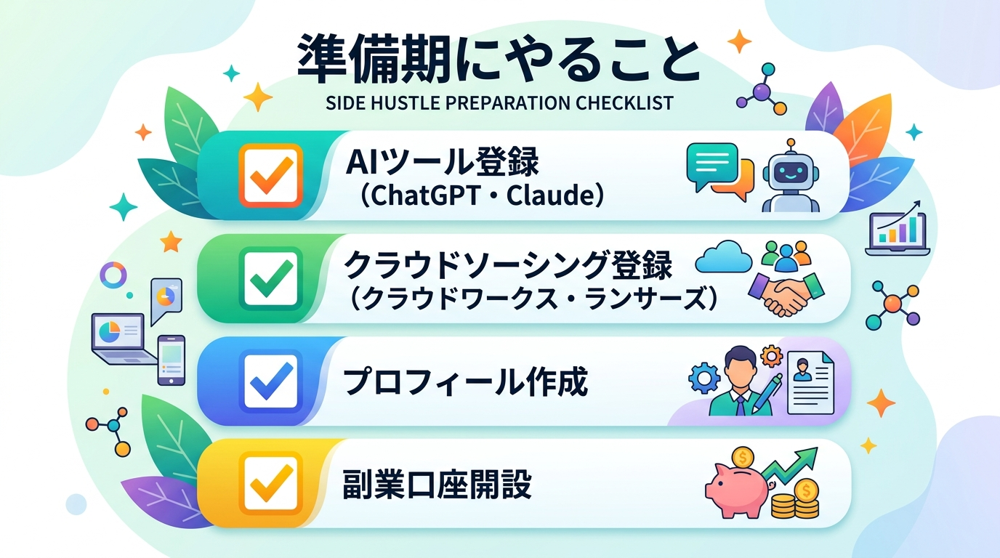 準備期にやること
SIDE HUSTLE PREPARATION CHECKLIST
AIツール登録
（ChatGPT・Claude）
クラウドソーシング登録
（クラウドワークス・ランサーズ）
プロフィール作成
副業口座開設